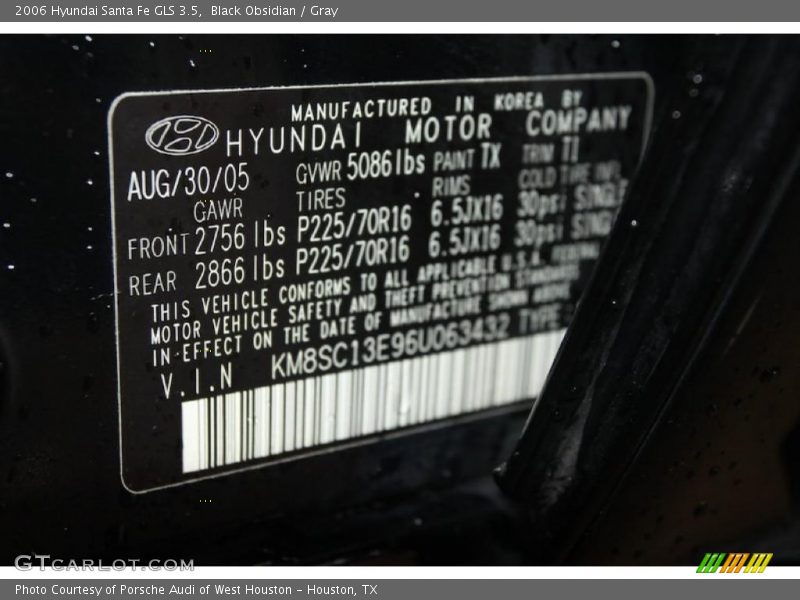 2006 Hyundai Santa Fe GLS 3.5, Black Obsidian / Gray
MANUFACTURED IN KOREA BY
HYUNDAI MOTOR COMPANY
AUG/30/05 GVWR 5086lbs PAINT TX TRIM TI
GAWR TIRES RIMS COLD TIRE INFL
FRONT 2756 lbs P225/70R16 6.5JX16 30psi SINGLE
REAR 2866 lbs P225/70R16 6.5JX16 30psi SINGLE
THIS VEHICLE CONFORMS TO ALL APPLICABLE U.S.A. FEDERAL
MOTOR VEHICLE SAFETY AND THEFT PREVENTION STANDARDS
IN EFFECT ON THE DATE OF MANUFACTURE SHOWN ABOVE
V.I.N KM8SC13E96U063432 TYPE
GTcarlot.com
Photo Courtesy of Porsche Audi of West Houston - Houston, TX